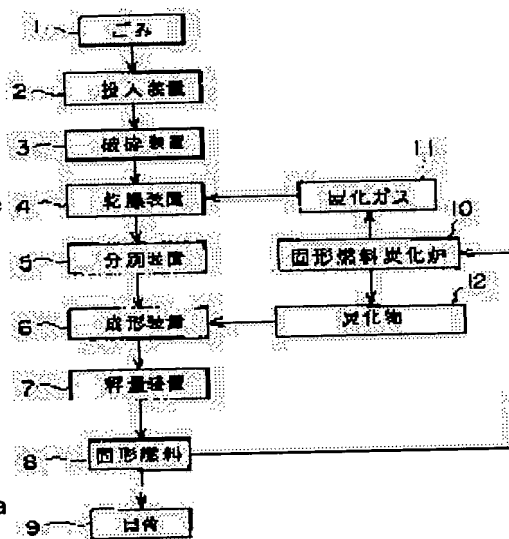 1 ごみ
2 投入装置
3 破砕装置
11
4 乾燥装置 炭化ガス
10
5 分別装置 固形燃料炭化炉
12
6 成形装置 炭化物
7 秤量装置
8 固形燃料
a
9 出荷